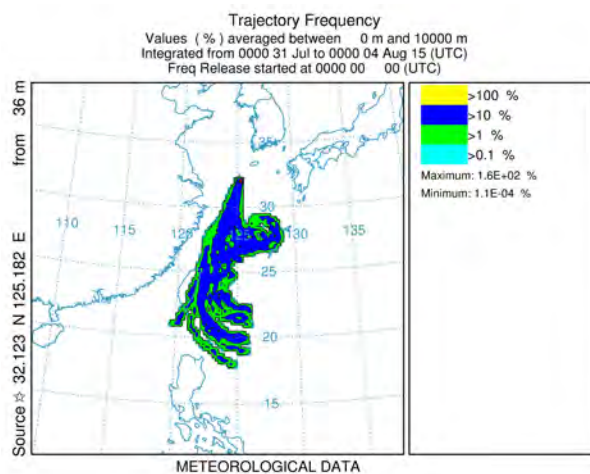 Trajectory Frequency
Values ( % ) averaged between 0 m and 10000 m
Integrated from 0000 31 Jul to 0000 04 Aug 15 (UTC)
Freq Release started at 0000 00 00 (UTC)
Source ☆ 32.123 N 125.182 E from 36 m
>100 %
>10 %
>1 %
>0.1 %
Maximum: 1.6E+02 %
Minimum: 1.1E-04 %
35
30
110
115
125
130
135
25
20
15
METEOROLOGICAL DATA